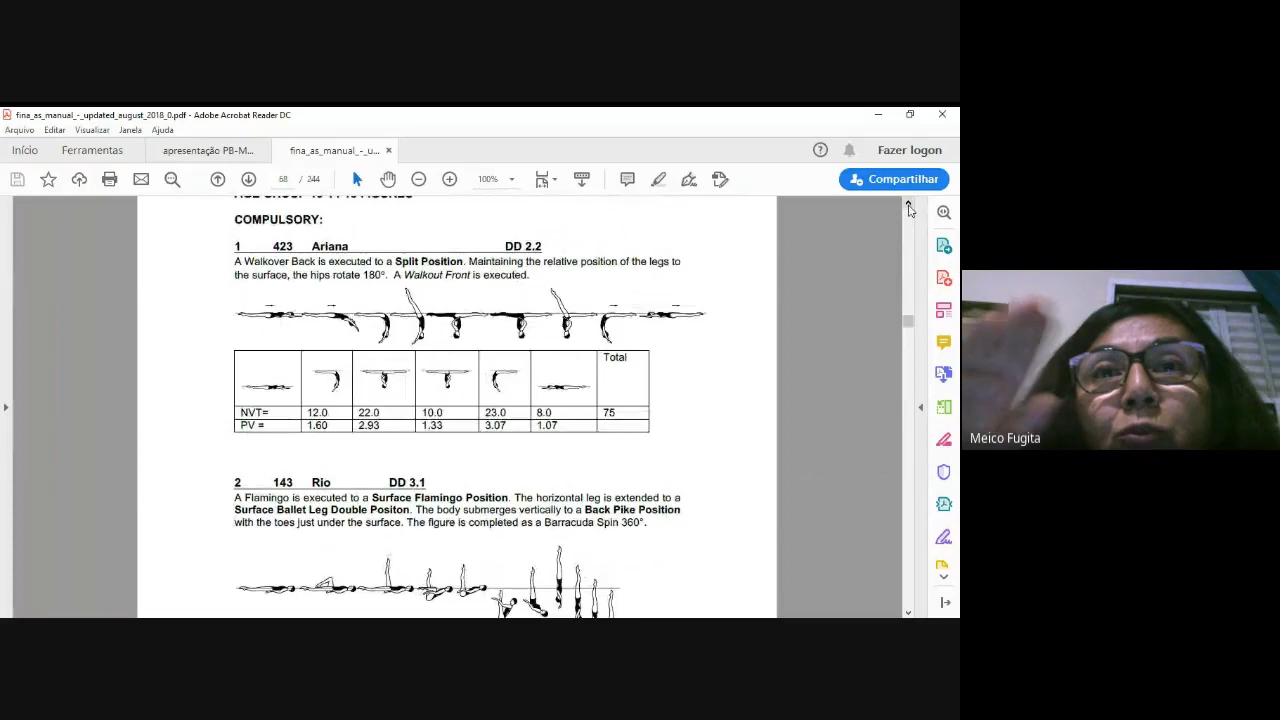 fina_as_manual_-_updated_august_2018_0.pdf - Adobe Acrobat Reader DC
Arquivo Editar Visualizar Janela Ajuda
Início Ferramentas apresentação PB-M... fina_as_manual_-_u... × Fazer logon
68 / 244 100% Compartilhar
COMPULSORY:
1 423 Ariana DD 2.2
A Walkover Back is executed to a Split Position. Maintaining the relative position of the legs to
the surface, the hips rotate 180°. A Walkout Front is executed.
Total
NVT= 12.0 22.0 10.0 23.0 8.0 75
PV = 1.60 2.93 1.33 3.07 1.07
2 143 Rio DD 3.1
A Flamingo is executed to a Surface Flamingo Position. The horizontal leg is extended to a
Surface Ballet Leg Double Positon. The body submerges vertically to a Back Pike Position
with the toes just under the surface. The figure is completed as a Barracuda Spin 360°.
Meico Fugita